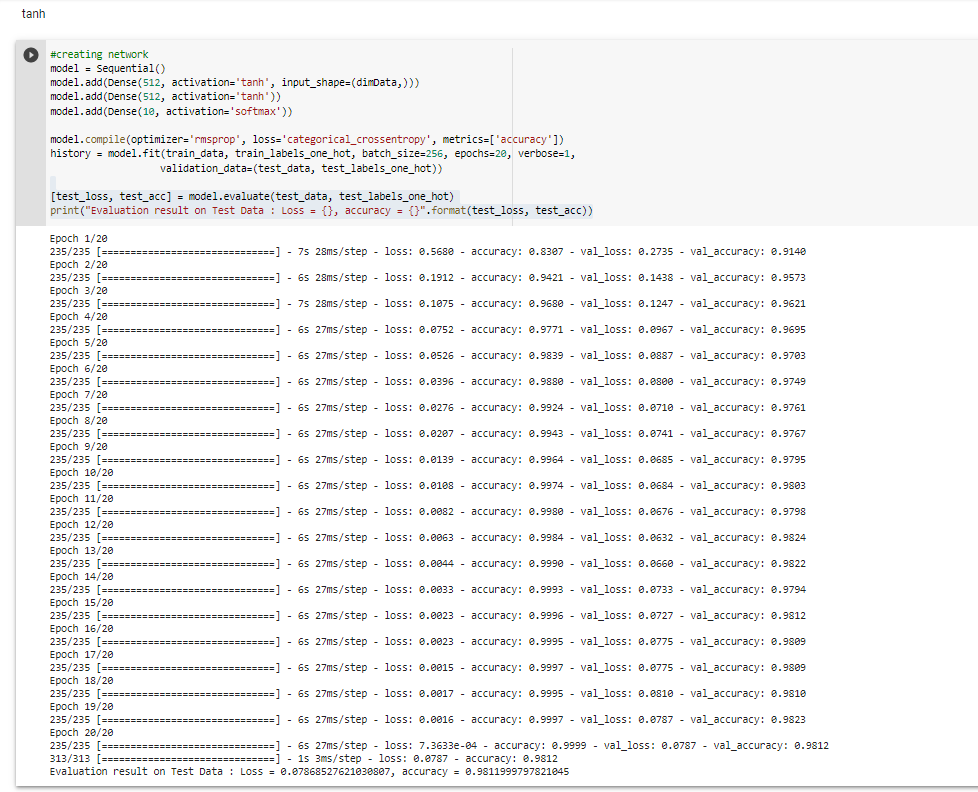 tanh
#creating network
model = Sequential()
model.add(Dense(512, activation='tanh', input_shape=(dimData,)))
model.add(Dense(512, activation='tanh'))
model.add(Dense(10, activation='softmax'))
model.compile(optimizer='rmsprop', loss='categorical_crossentropy', metrics=['accuracy'])
history = model.fit(train_data, train_labels_one_hot, batch_size=256, epochs=20, verbose=1,
validation_data=(test_data, test_labels_one_hot))
[test_loss, test_acc] = model.evaluate(test_data, test_labels_one_hot)
print("Evaluation result on Test Data : Loss = {}, accuracy = {}".format(test_loss, test_acc))
Epoch 1/20
235/235 [==============================] - 7s 28ms/step - loss: 0.5680 - accuracy: 0.8307 - val_loss: 0.2735 - val_accuracy: 0.9140
Epoch 2/20
235/235 [==============================] - 6s 28ms/step - loss: 0.1912 - accuracy: 0.9421 - val_loss: 0.1438 - val_accuracy: 0.9573
Epoch 3/20
235/235 [==============================] - 7s 28ms/step - loss: 0.1075 - accuracy: 0.9680 - val_loss: 0.1247 - val_accuracy: 0.9621
Epoch 4/20
235/235 [==============================] - 6s 27ms/step - loss: 0.0752 - accuracy: 0.9771 - val_loss: 0.0967 - val_accuracy: 0.9695
Epoch 5/20
235/235 [==============================] - 6s 27ms/step - loss: 0.0526 - accuracy: 0.9839 - val_loss: 0.0887 - val_accuracy: 0.9703
Epoch 6/20
235/235 [==============================] - 6s 27ms/step - loss: 0.0396 - accuracy: 0.9880 - val_loss: 0.0800 - val_accuracy: 0.9749
Epoch 7/20
235/235 [==============================] - 6s 27ms/step - loss: 0.0276 - accuracy: 0.9924 - val_loss: 0.0710 - val_accuracy: 0.9761
Epoch 8/20
235/235 [==============================] - 6s 27ms/step - loss: 0.0207 - accuracy: 0.9943 - val_loss: 0.0741 - val_accuracy: 0.9767
Epoch 9/20
235/235 [==============================] - 6s 27ms/step - loss: 0.0139 - accuracy: 0.9964 - val_loss: 0.0685 - val_accuracy: 0.9795
Epoch 10/20
235/235 [==============================] - 6s 27ms/step - loss: 0.0108 - accuracy: 0.9974 - val_loss: 0.0684 - val_accuracy: 0.9803
Epoch 11/20
235/235 [==============================] - 6s 27ms/step - loss: 0.0082 - accuracy: 0.9980 - val_loss: 0.0676 - val_accuracy: 0.9798
Epoch 12/20
235/235 [==============================] - 6s 27ms/step - loss: 0.0063 - accuracy: 0.9984 - val_loss: 0.0632 - val_accuracy: 0.9824
Epoch 13/20
235/235 [==============================] - 6s 27ms/step - loss: 0.0044 - accuracy: 0.9990 - val_loss: 0.0660 - val_accuracy: 0.9822
Epoch 14/20
235/235 [==============================] - 6s 27ms/step - loss: 0.0033 - accuracy: 0.9993 - val_loss: 0.0733 - val_accuracy: 0.9794
Epoch 15/20
235/235 [==============================] - 6s 27ms/step - loss: 0.0023 - accuracy: 0.9996 - val_loss: 0.0727 - val_accuracy: 0.9812
Epoch 16/20
235/235 [==============================] - 6s 27ms/step - loss: 0.0023 - accuracy: 0.9995 - val_loss: 0.0775 - val_accuracy: 0.9809
Epoch 17/20
235/235 [==============================] - 6s 27ms/step - loss: 0.0015 - accuracy: 0.9997 - val_loss: 0.0775 - val_accuracy: 0.9809
Epoch 18/20
235/235 [==============================] - 6s 27ms/step - loss: 0.0017 - accuracy: 0.9995 - val_loss: 0.0810 - val_accuracy: 0.9810
Epoch 19/20
235/235 [==============================] - 6s 27ms/step - loss: 0.0016 - accuracy: 0.9997 - val_loss: 0.0787 - val_accuracy: 0.9823
Epoch 20/20
235/235 [==============================] - 6s 27ms/step - loss: 7.3633e-04 - accuracy: 0.9999 - val_loss: 0.0787 - val_accuracy: 0.9812
313/313 [==============================] - 1s 3ms/step - loss: 0.0787 - accuracy: 0.9812
Evaluation result on Test Data : Loss = 0.07868527621030807, accuracy = 0.9811999797821045